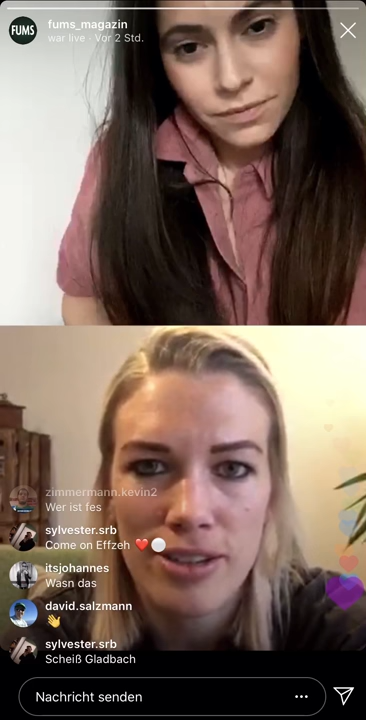 FUMS
fums_magazin
war live · Vor 2 Std.
zimmermann.kevin2
Wer ist fes
sylvester.srb
Come on Effzeh ❤️⚪
itsjohannes
Wasn das
david.salzmann
👋
sylvester.srb
Scheiß Gladbach
Nachricht senden